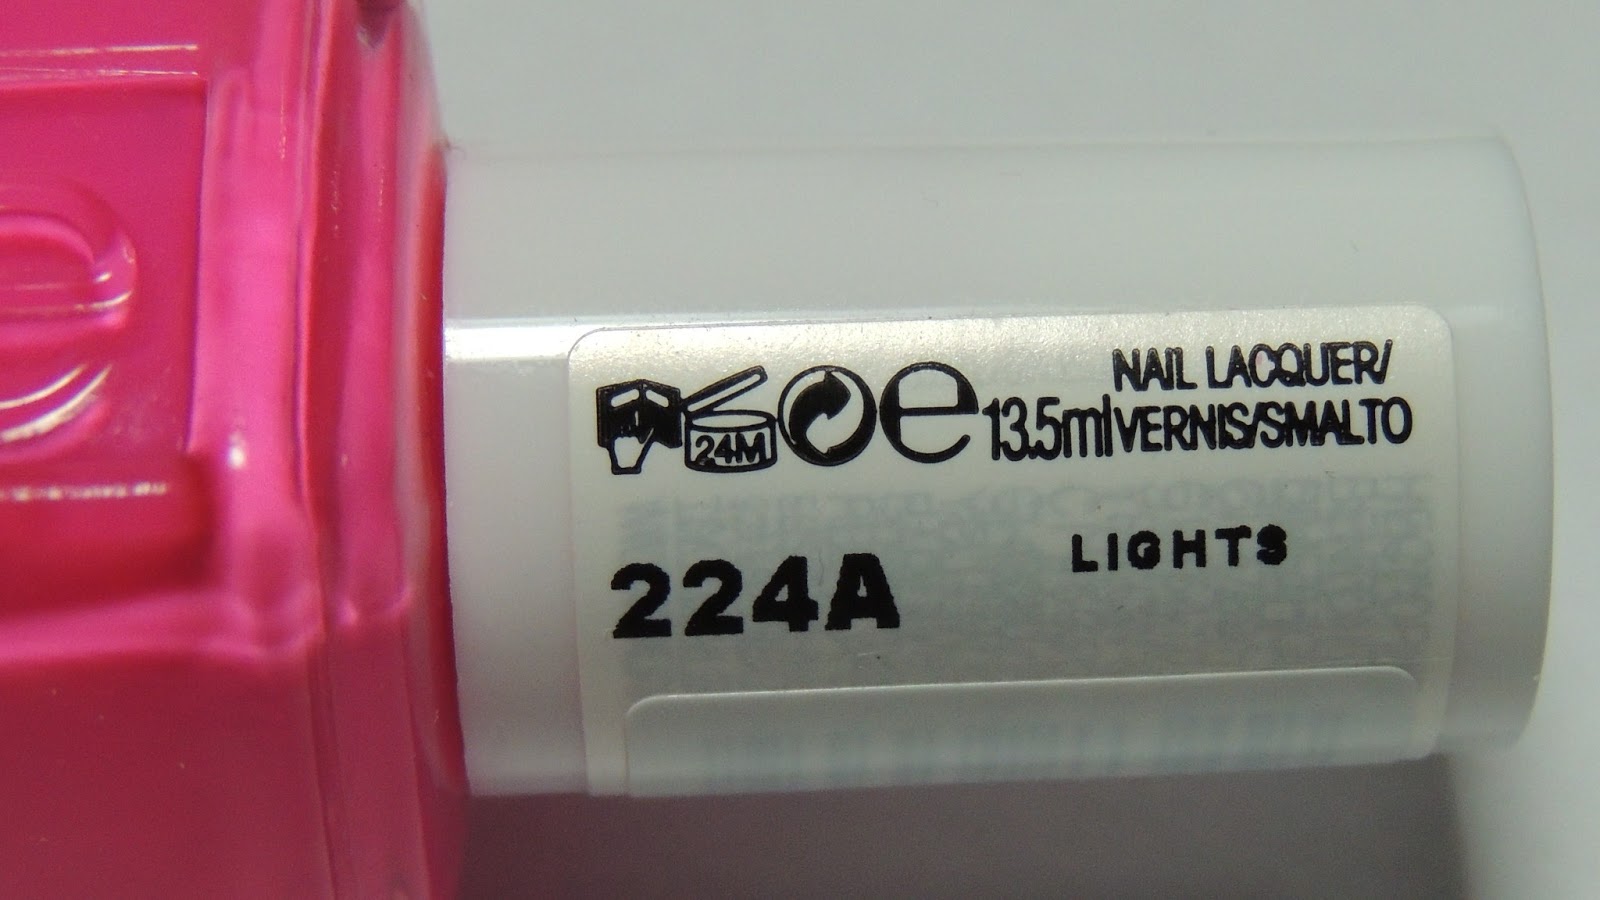 NAIL LACQUER/
24M e 13.5ml VERNIS/SMALTO
LIGHTS
224A